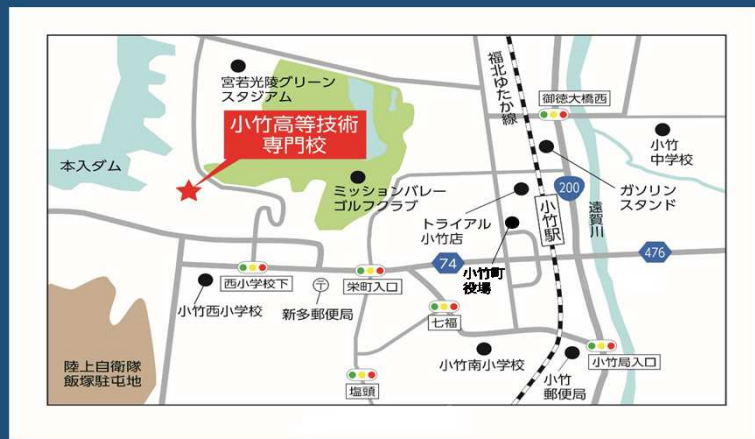 宮若光陵グリーン
スタジアム
小竹高等技術
専門校
本入ダム
ミッションバレー
ゴルフクラブ
福北ゆたか線
御徳大橋西
小竹
中学校
ガソリン
スタンド
200
遠賀川
小竹駅
トライアル
小竹店
476
74
小竹町
役場
西小学校下
小竹西小学校
新多郵便局
栄町入口
七福
小竹南小学校
小竹局入口
小竹
郵便局
塩頭
陸上自衛隊
飯塚駐屯地